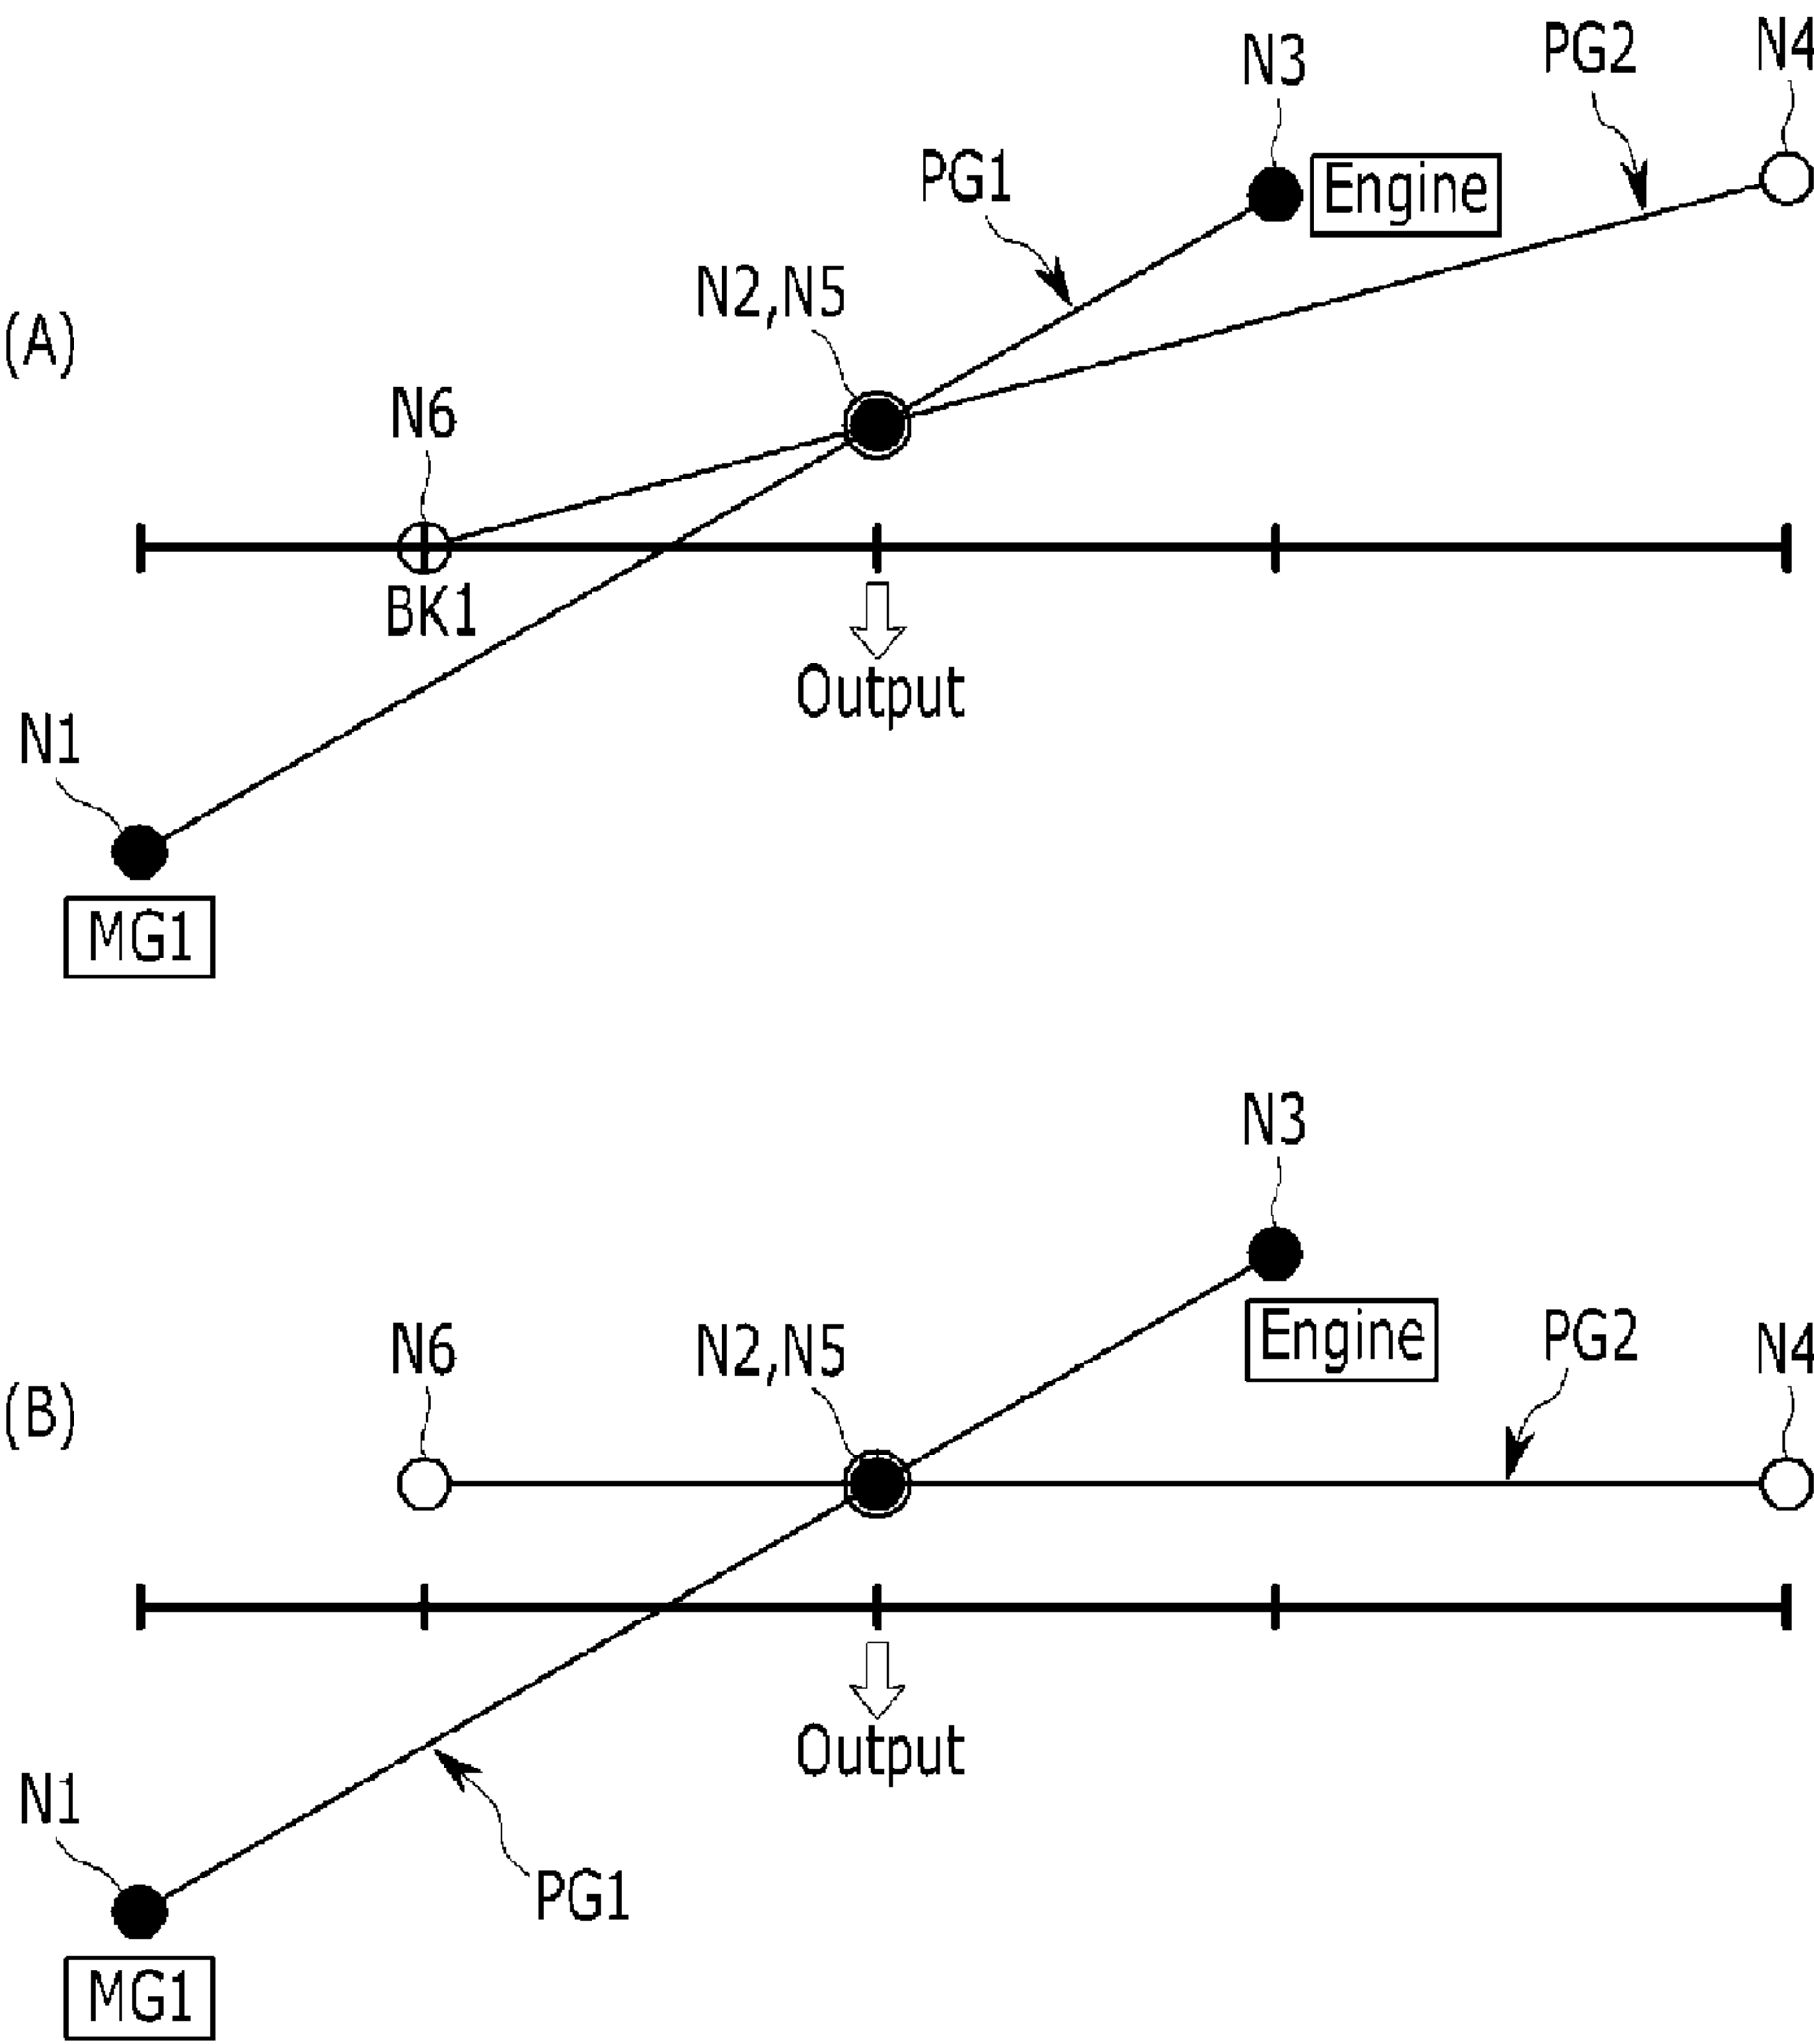 N3
PG2
N4
PG1
Engine
N2,N5
(A)
N6
BK1
Output
N1
MG1
N3
N6
N2,N5
Engine
PG2
N4
(B)
Output
N1
PG1
MG1